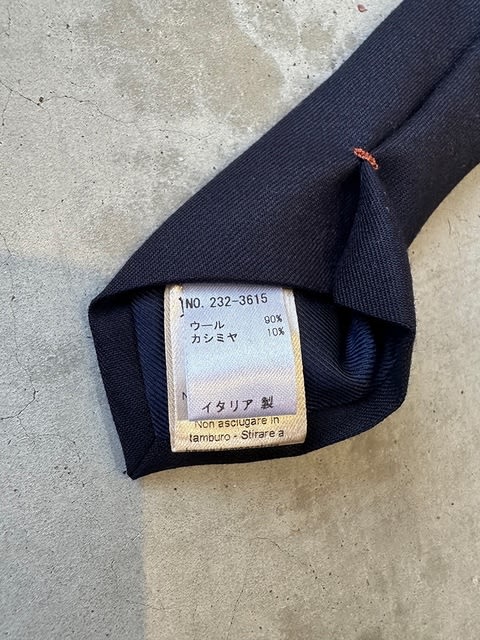 NO. 232-3615
ウール 90%
カシミヤ 10%
イタリア 製
Non asciugare in
tamburo - Stirare a